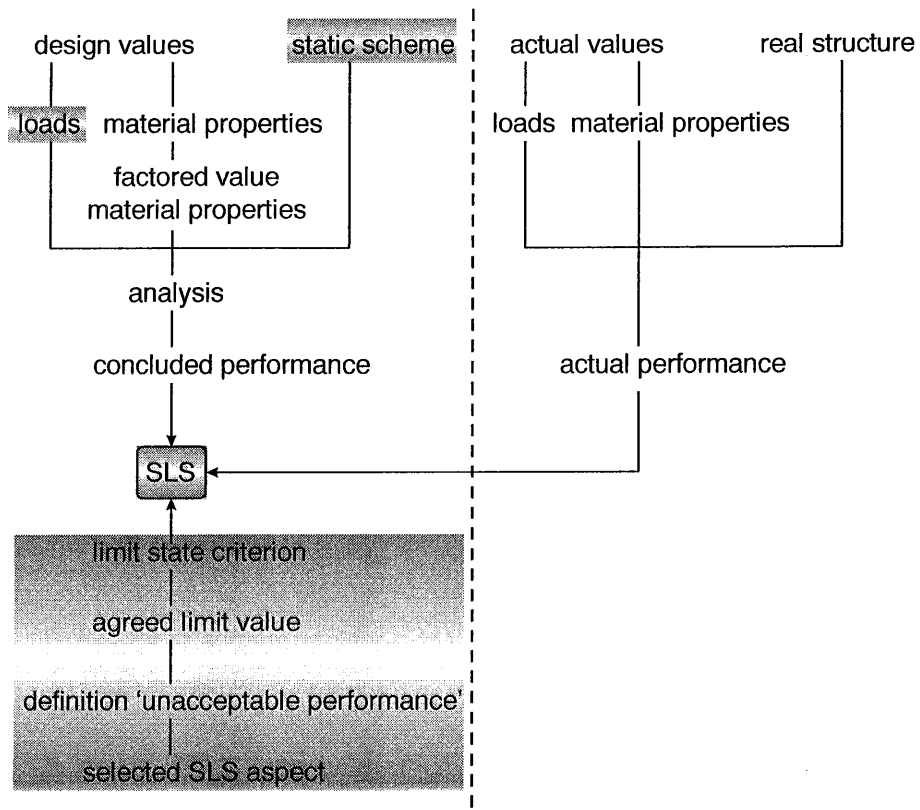 design values
static scheme
loads
material properties
factored value
material properties
analysis
concluded performance
SLS
limit state criterion
agreed limit value
definition ‘unacceptable performance’
selected SLS aspect
actual values
real structure
loads
material properties
actual performance